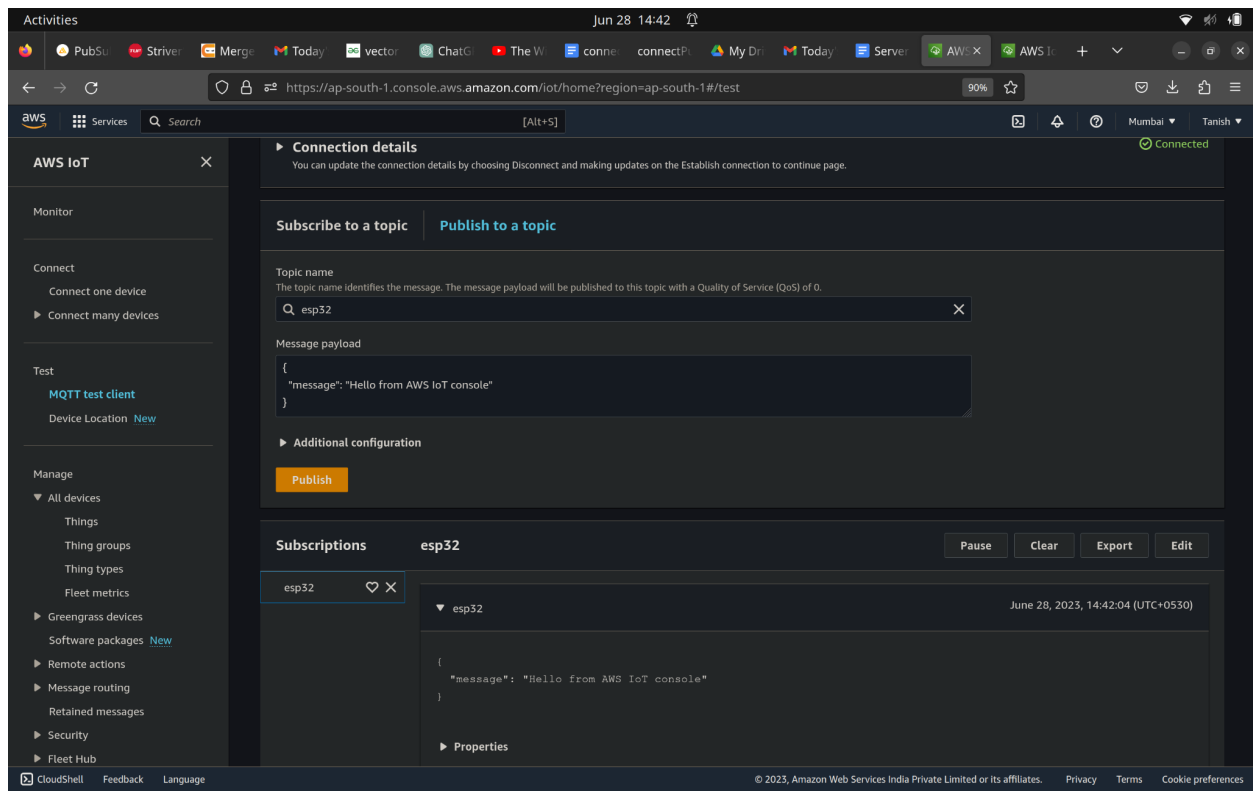 Activities
Jun 28 14:42
PubSu
Striver
Merge
Today
vector
ChatG
The W
conne
connectPu
My Dri
Today
Server
AWS
AWS Ic
https://ap-south-1.console.aws.amazon.com/iot/home?region=ap-south-1#/test
90%
aws
Services
Search
[Alt+S]
Mumbai
Tanish
AWS IoT
Monitor
Connect
Connect one device
Connect many devices
Test
MQTT test client
Device Location New
Manage
All devices
Things
Thing groups
Thing types
Fleet metrics
Greengrass devices
Software packages New
Remote actions
Message routing
Retained messages
Security
Fleet Hub
Connection details
Connected
You can update the connection details by choosing Disconnect and making updates on the Establish connection to continue page.
Subscribe to a topic
Publish to a topic
Topic name
The topic name identifies the message. The message payload will be published to this topic with a Quality of Service (QoS) of 0.
esp32
Message payload
{
"message": "Hello from AWS IoT console"
}
Additional configuration
Publish
Subscriptions
esp32
Pause
Clear
Export
Edit
esp32
esp32
June 28, 2023, 14:42:04 (UTC+0530)
{
"message": "Hello from AWS IoT console"
}
Properties
CloudShell
Feedback
Language
© 2023, Amazon Web Services India Private Limited or its affiliates.
Privacy
Terms
Cookie preferences